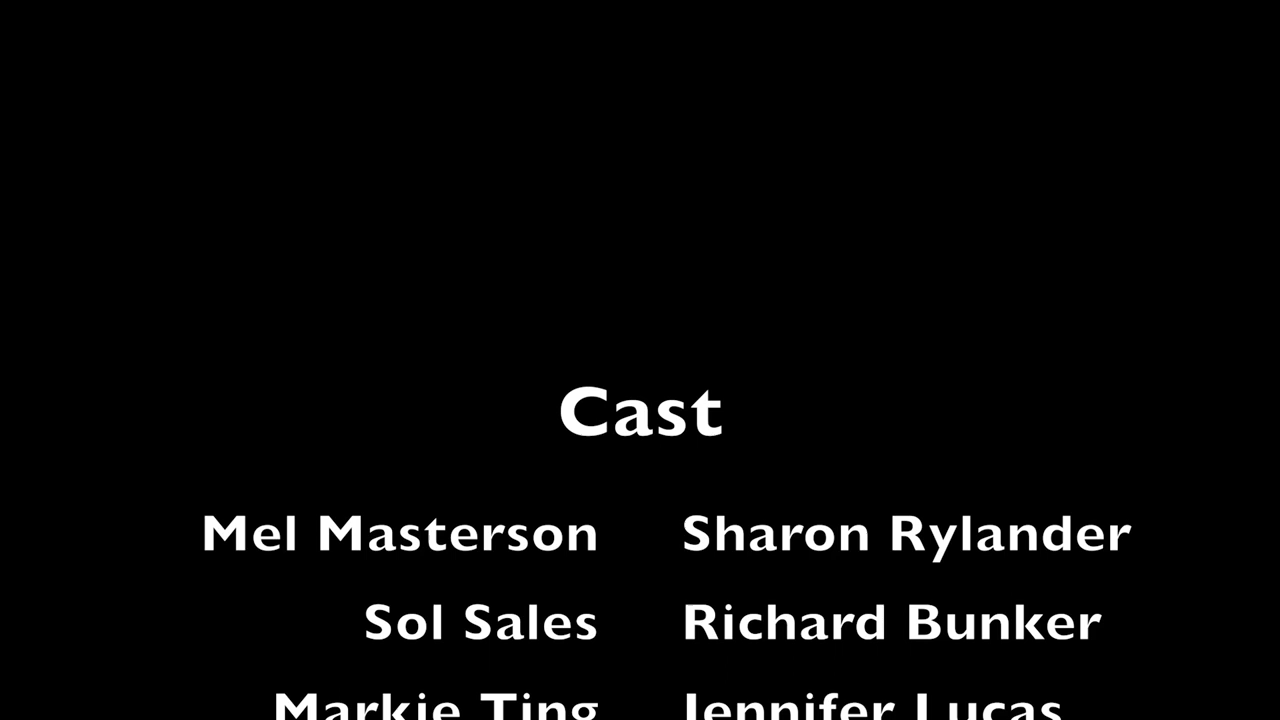 Cast
Mel Masterson Sharon Rylander
Sol Sales Richard Bunker
Markie Ting Jennifer Lucas